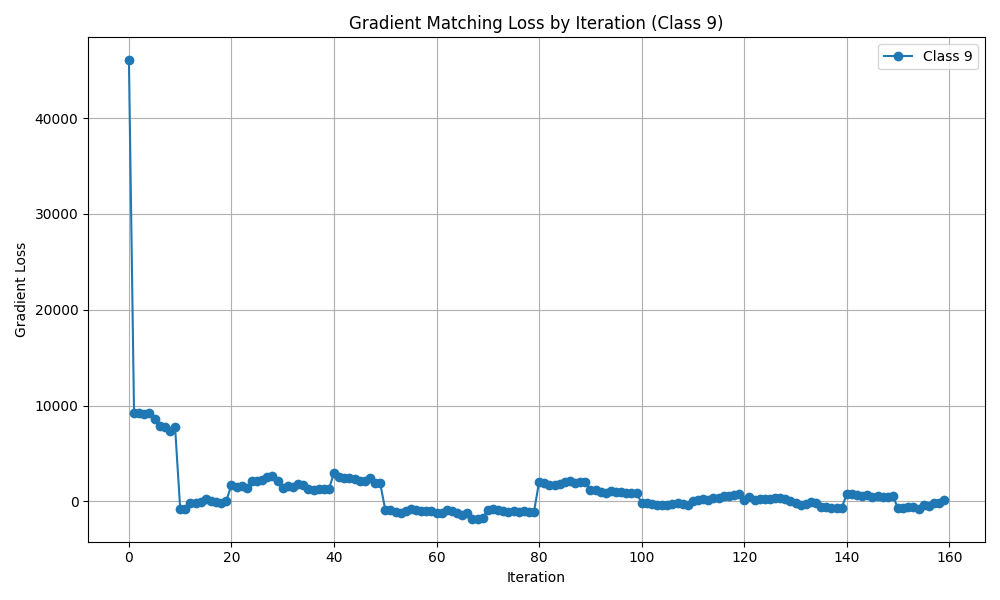 Gradient Matching Loss by Iteration (Class 9)
Class 9
Gradient Loss
40000
30000
20000
10000
0
0 20 40 60 80 100 120 140 160
Iteration